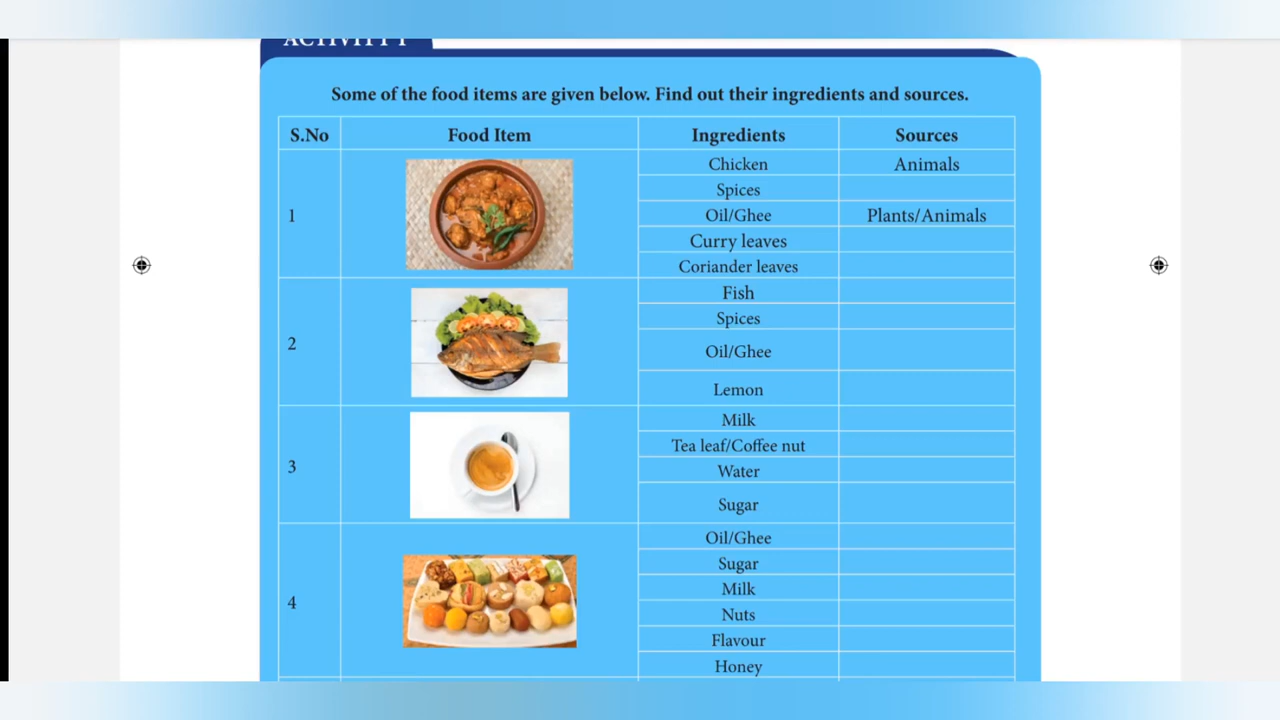 ACTIVITY
Some of the food items are given below. Find out their ingredients and sources.
S.No Food Item Ingredients Sources
1
Chicken Animals
Spices
Oil/Ghee Plants/Animals
Curry leaves
Coriander leaves
2
Fish
Spices
Oil/Ghee
Lemon
3
Milk
Tea leaf/Coffee nut
Water
Sugar
4
Oil/Ghee
Sugar
Milk
Nuts
Flavour
Honey